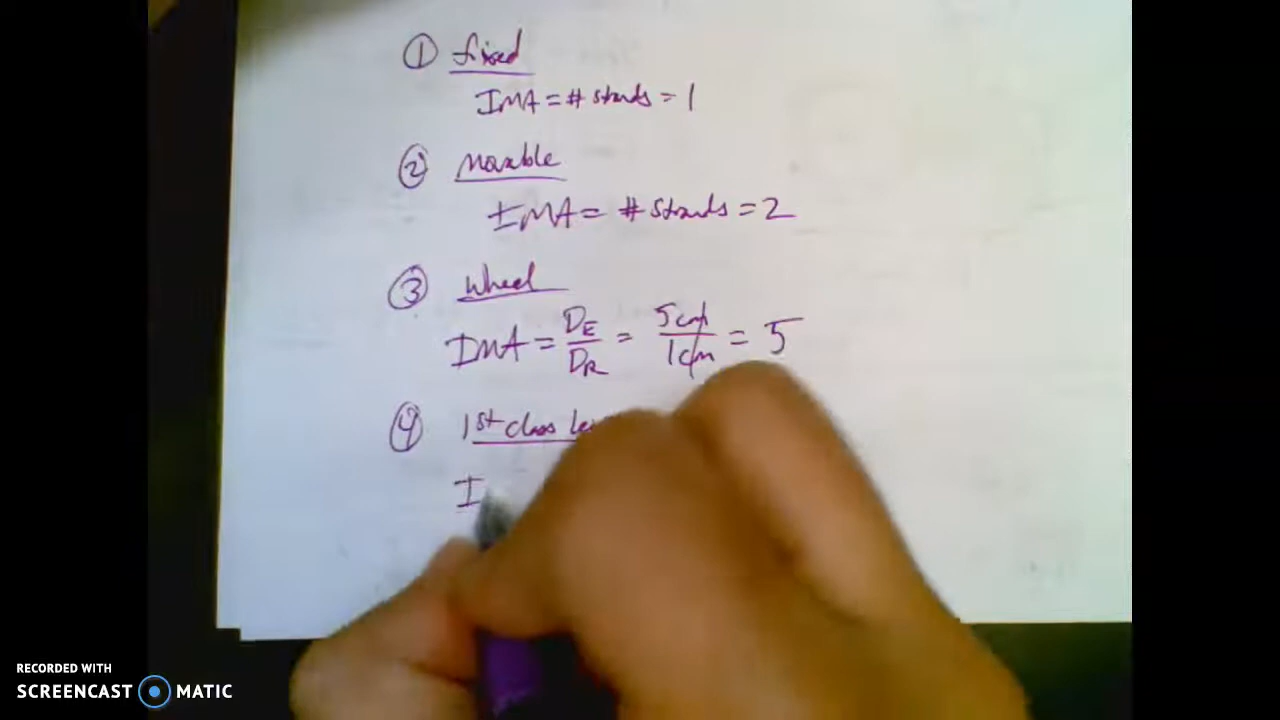 ① fixed
IMA = # strands = 1
② Movable
IMA = # strands = 2
③ Wheel
IMA = DE/DR = 5cm/1cm = 5
④ 1st class Le
I
RECORDED WITH
SCREENCAST MATIC